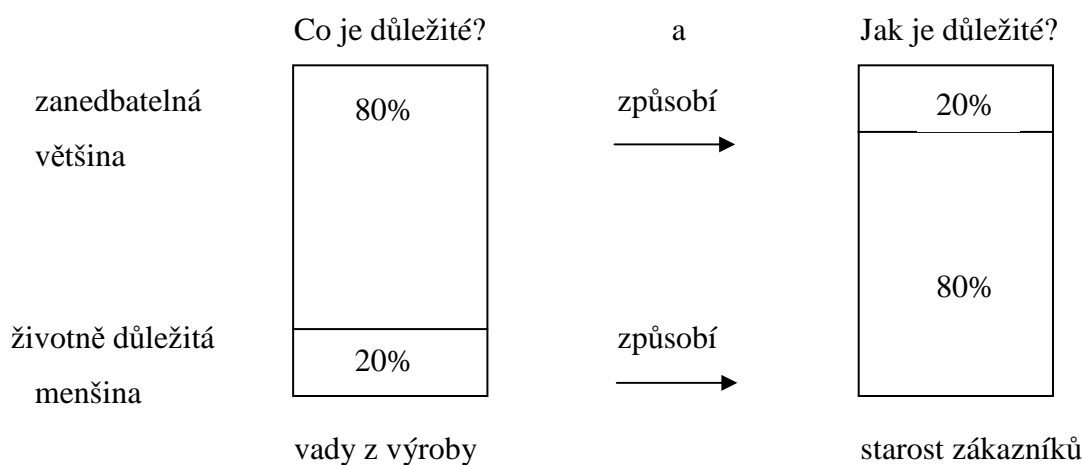 Co je důležité? a Jak je důležité?
zanedbatelná 80% způsobí 20%
většina
80%
životně důležitá způsobí
20%
menšina
vady z výroby starost zákazníků